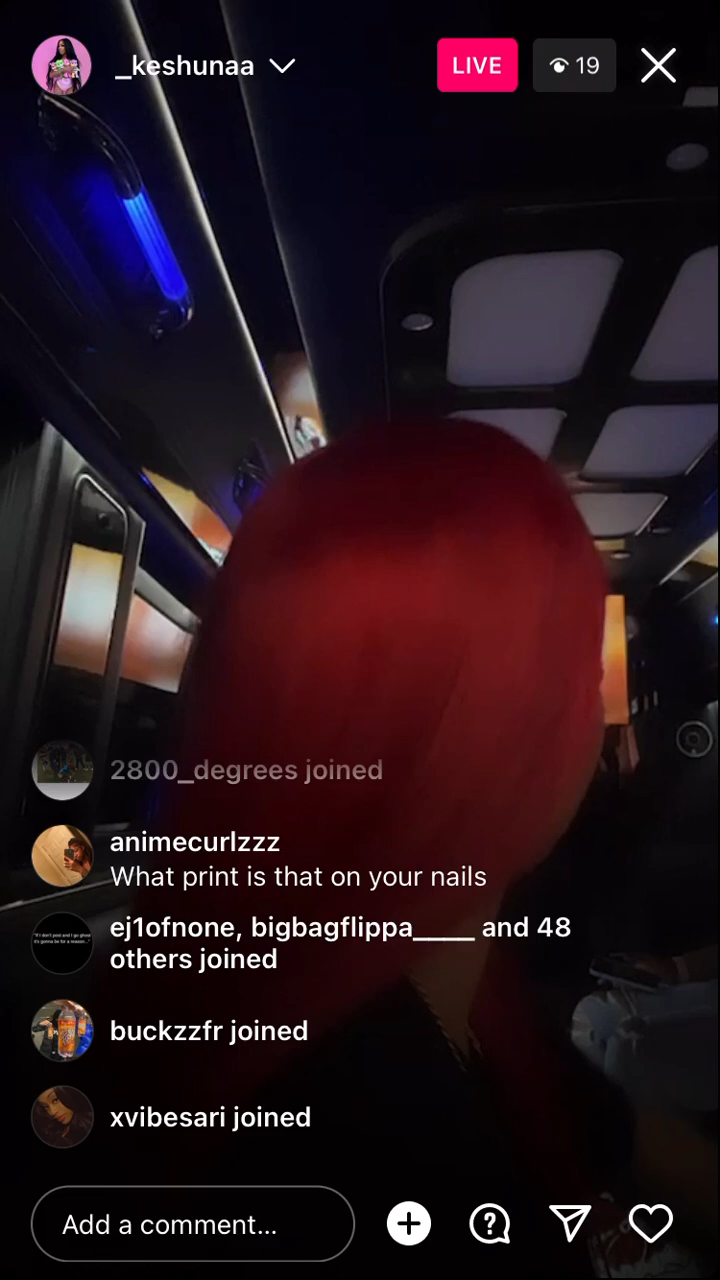 _keshunaa
LIVE
19
2800_degrees joined
animecurlzzz
What print is that on your nails
ej1ofnone, bigbagflippa____ and 48
others joined
buckzzfr joined
xvibesari joined
Add a comment...